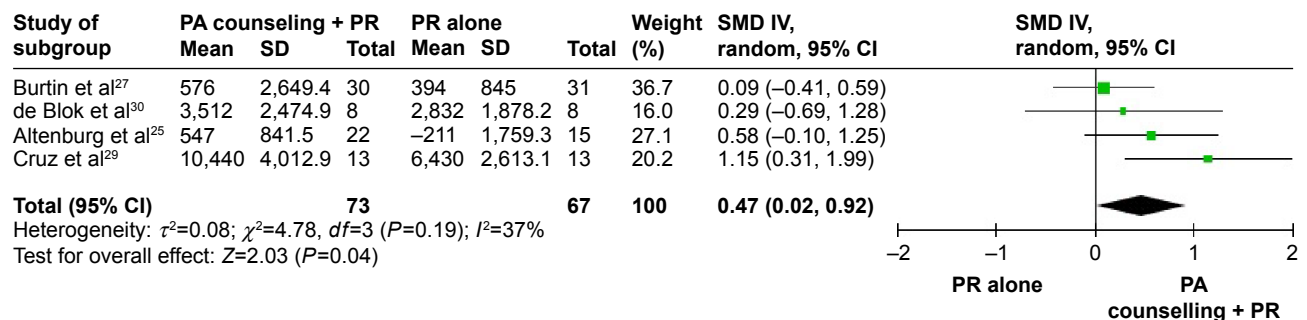 Study of subgroup PA counseling + PR PR alone Weight (%) SMD IV, random, 95% CI SMD IV, random, 95% CI
Mean SD Total Mean SD Total
Burtin et al²⁷ 576 2,649.4 30 394 845 31 36.7 0.09 (–0.41, 0.59)
de Blok et al³⁰ 3,512 2,474.9 8 2,832 1,878.2 8 16.0 0.29 (–0.69, 1.28)
Altenburg et al²⁵ 547 841.5 22 –211 1,759.3 15 27.1 0.58 (–0.10, 1.25)
Cruz et al²⁹ 10,440 4,012.9 13 6,430 2,613.1 13 20.2 1.15 (0.31, 1.99)
Total (95% CI) 73 67 100 0.47 (0.02, 0.92)
Heterogeneity: τ²=0.08; χ²=4.78, df=3 (P=0.19); I²=37%
Test for overall effect: Z=2.03 (P=0.04)
–2 –1 0 1 2
PR alone PA
counselling + PR